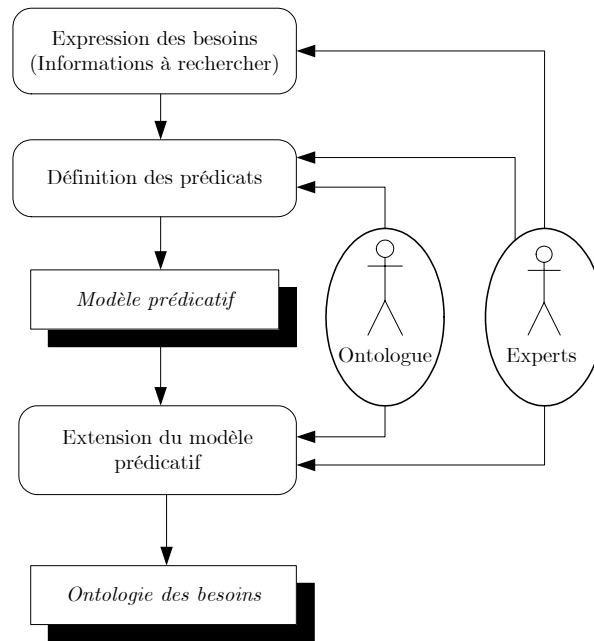 Expression des besoins
(Informations à rechercher)
Définition des prédicats
Modèle prédicatif
Ontologue
Experts
Extension du modèle
prédicatif
Ontologie des besoins